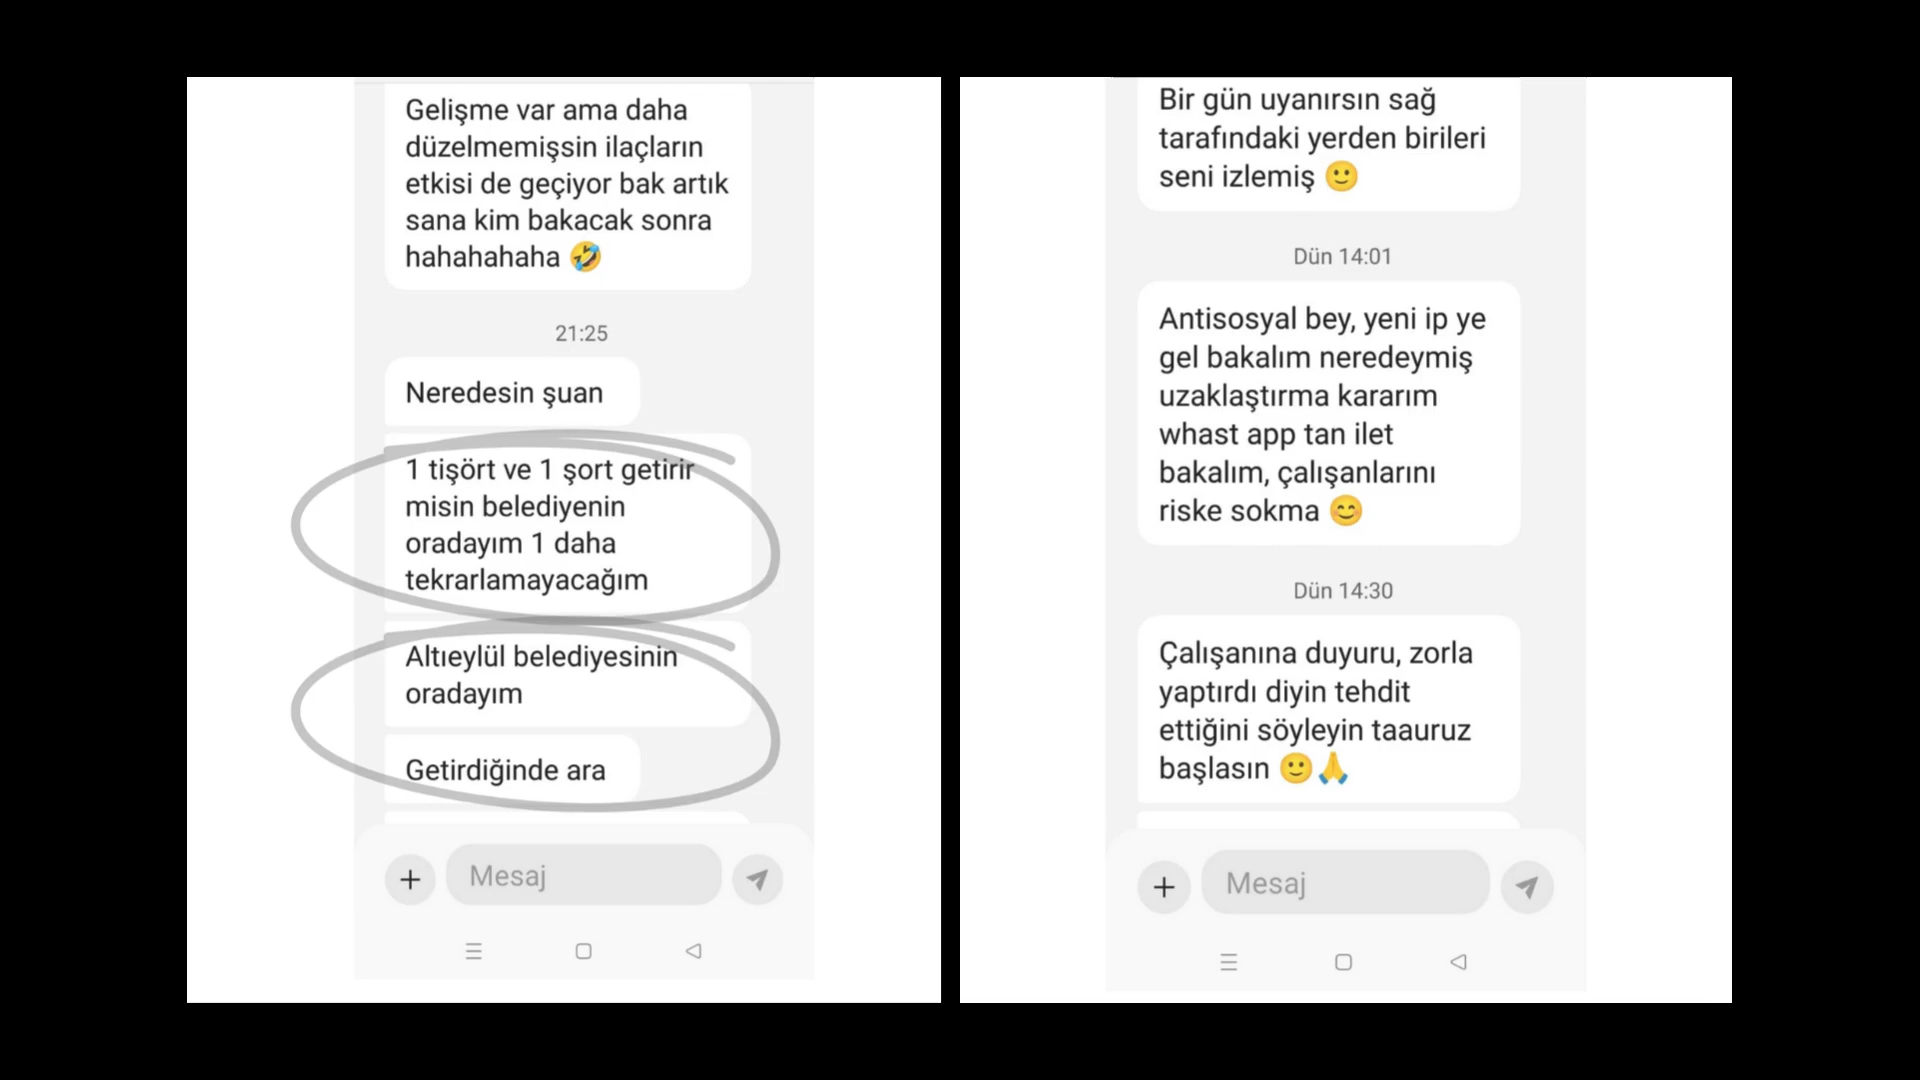 Gelişme var ama daha
düzelmemişsin ilaçların
etkisi de geçiyor bak artık
sana kim bakacak sonra
hahahahaha 🤣
21:25
Neredesin şuan
1 tişört ve 1 şort getirir
misin belediyenin
oradayım 1 daha
tekrarlamayacağım
Altıeylül belediyesinin
oradayım
Getirdiğinde ara
Mesaj
Bir gün uyanırsın sağ
tarafındaki yerden birileri
seni izlemiş 🙂
Dün 14:01
Antisosyal bey, yeni ip ye
gel bakalım neredeymiş
uzaklaştırma kararım
whast app tan ilet
bakalım, çalışanlarını
riske sokma 😊
Dün 14:30
Çalışanına duyuru, zorla
yaptırdı diyin tehdit
ettiğini söyleyin taauruz
başlasın 🙂🙏
Mesaj